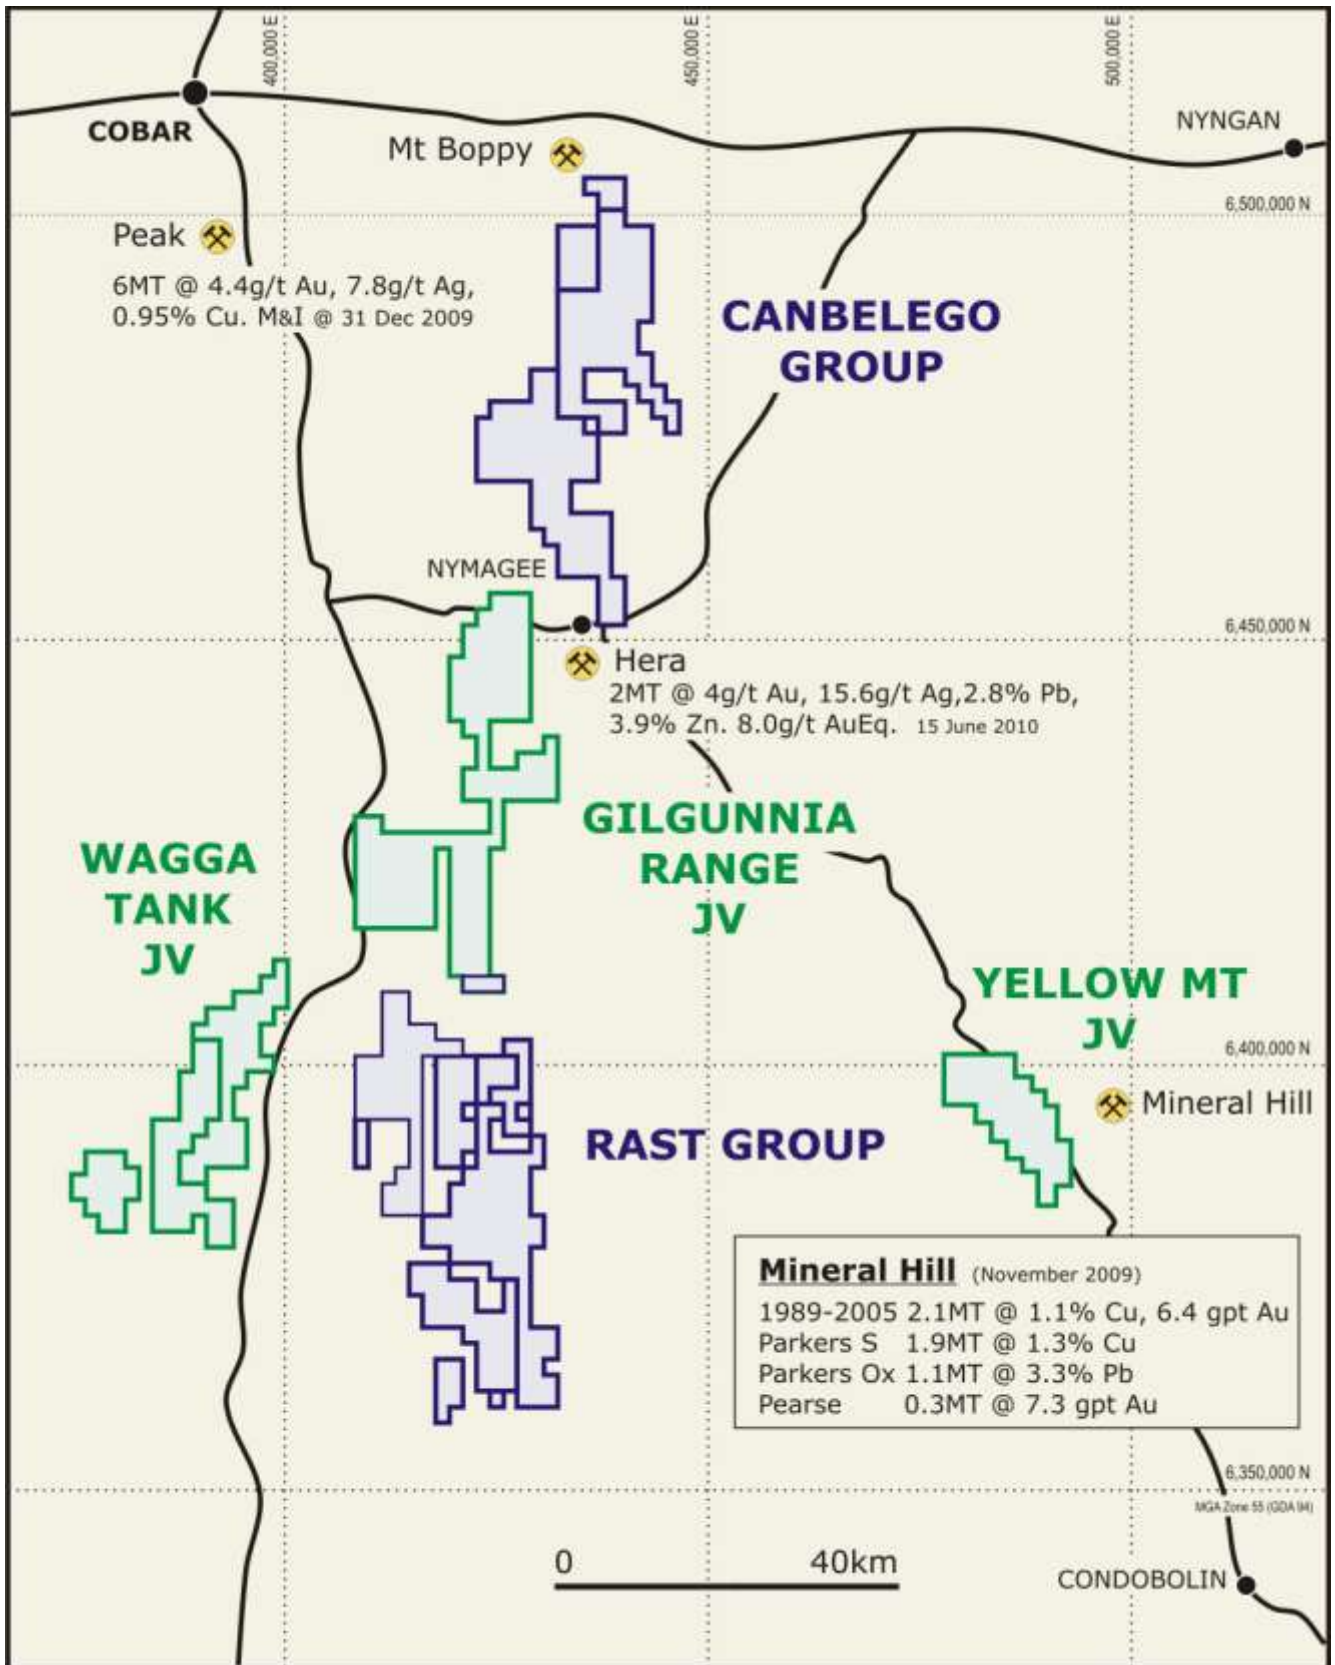 400,000 E
450,000 E
500,000 E
COBAR
NYNGAN
Mt Boppy
6,500,000 N
Peak
6MT @ 4.4g/t Au, 7.8g/t Ag,
0.95% Cu. M&I @ 31 Dec 2009
CANBELEGO
GROUP
NYMAGEE
6,450,000 N
Hera
2MT @ 4g/t Au, 15.6g/t Ag,2.8% Pb,
3.9% Zn. 8.0g/t AuEq. 15 June 2010
GILGUNNIA
RANGE
JV
WAGGA
TANK
JV
YELLOW MT
JV
6,400,000 N
Mineral Hill
RAST GROUP
Mineral Hill (November 2009)
1989-2005 2.1MT @ 1.1% Cu, 6.4 gpt Au
Parkers S 1.9MT @ 1.3% Cu
Parkers Ox 1.1MT @ 3.3% Pb
Pearse 0.3MT @ 7.3 gpt Au
6,350,000 N
MGA Zone 55 (GDA 94)
0 40km
CONDOBOLIN